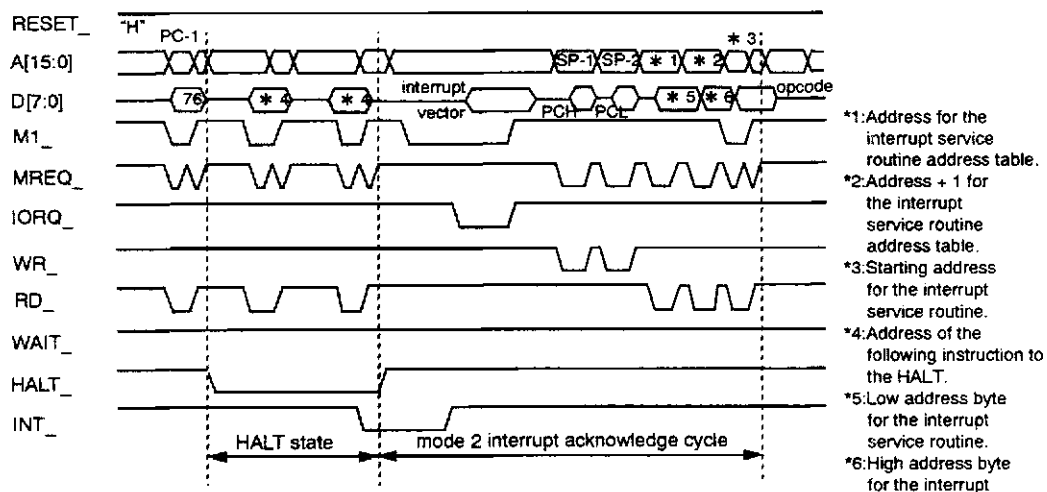 RESET_ "H"
PC-1 * 3
A[15:0] SP-1 SP-2 * 1 * 2
D[7:0] 76 * 4 * 4 interrupt vector PCH PCL * 5 * 6 opcode
M1_
MREQ_
IORQ_
WR_
RD_
WAIT_
HALT_
INT_
HALT state mode 2 interrupt acknowledge cycle
*1:Address for the
interrupt service
routine address table.
*2:Address + 1 for
the interrupt
service routine
address table.
*3:Starting address
for the interrupt
service routine.
*4:Address of the
following instruction to
the HALT.
*5:Low address byte
for the interrupt
service routine.
*6:High address byte
for the interrupt